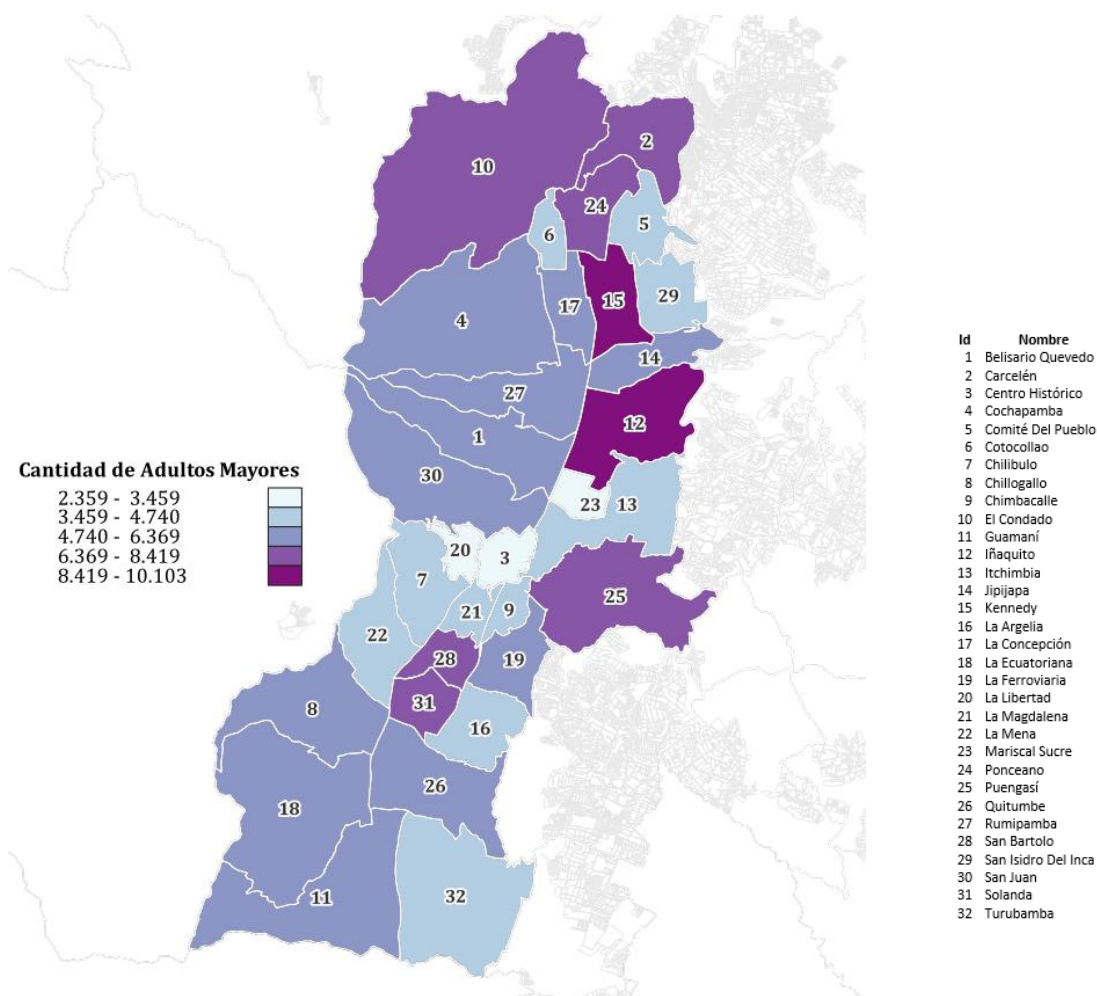 2
10
24
5
6
29
15
17
4
14
27
12
1
30
23
13
20
3
7
25
21
9
22
28
19
31
8
16
26
18
32
11
Cantidad de Adultos Mayores
2.359 - 3.459
3.459 - 4.740
4.740 - 6.369
6.369 - 8.419
8.419 - 10.103
Id Nombre
1 Belisario Quevedo
2 Carcelén
3 Centro Histórico
4 Cochapamba
5 Comité Del Pueblo
6 Cotocollao
7 Chilibulo
8 Chillogallo
9 Chimbacalle
10 El Condado
11 Guamaní
12 Iñaquito
13 Itchimbia
14 Jipijapa
15 Kennedy
16 La Argelia
17 La Concepción
18 La Ecuatoriana
19 La Ferroviaria
20 La Libertad
21 La Magdalena
22 La Mena
23 Mariscal Sucre
24 Ponceano
25 Puengasí
26 Quitumbe
27 Rumipamba
28 San Bartolo
29 San Isidro Del Inca
30 San Juan
31 Solanda
32 Turubamba